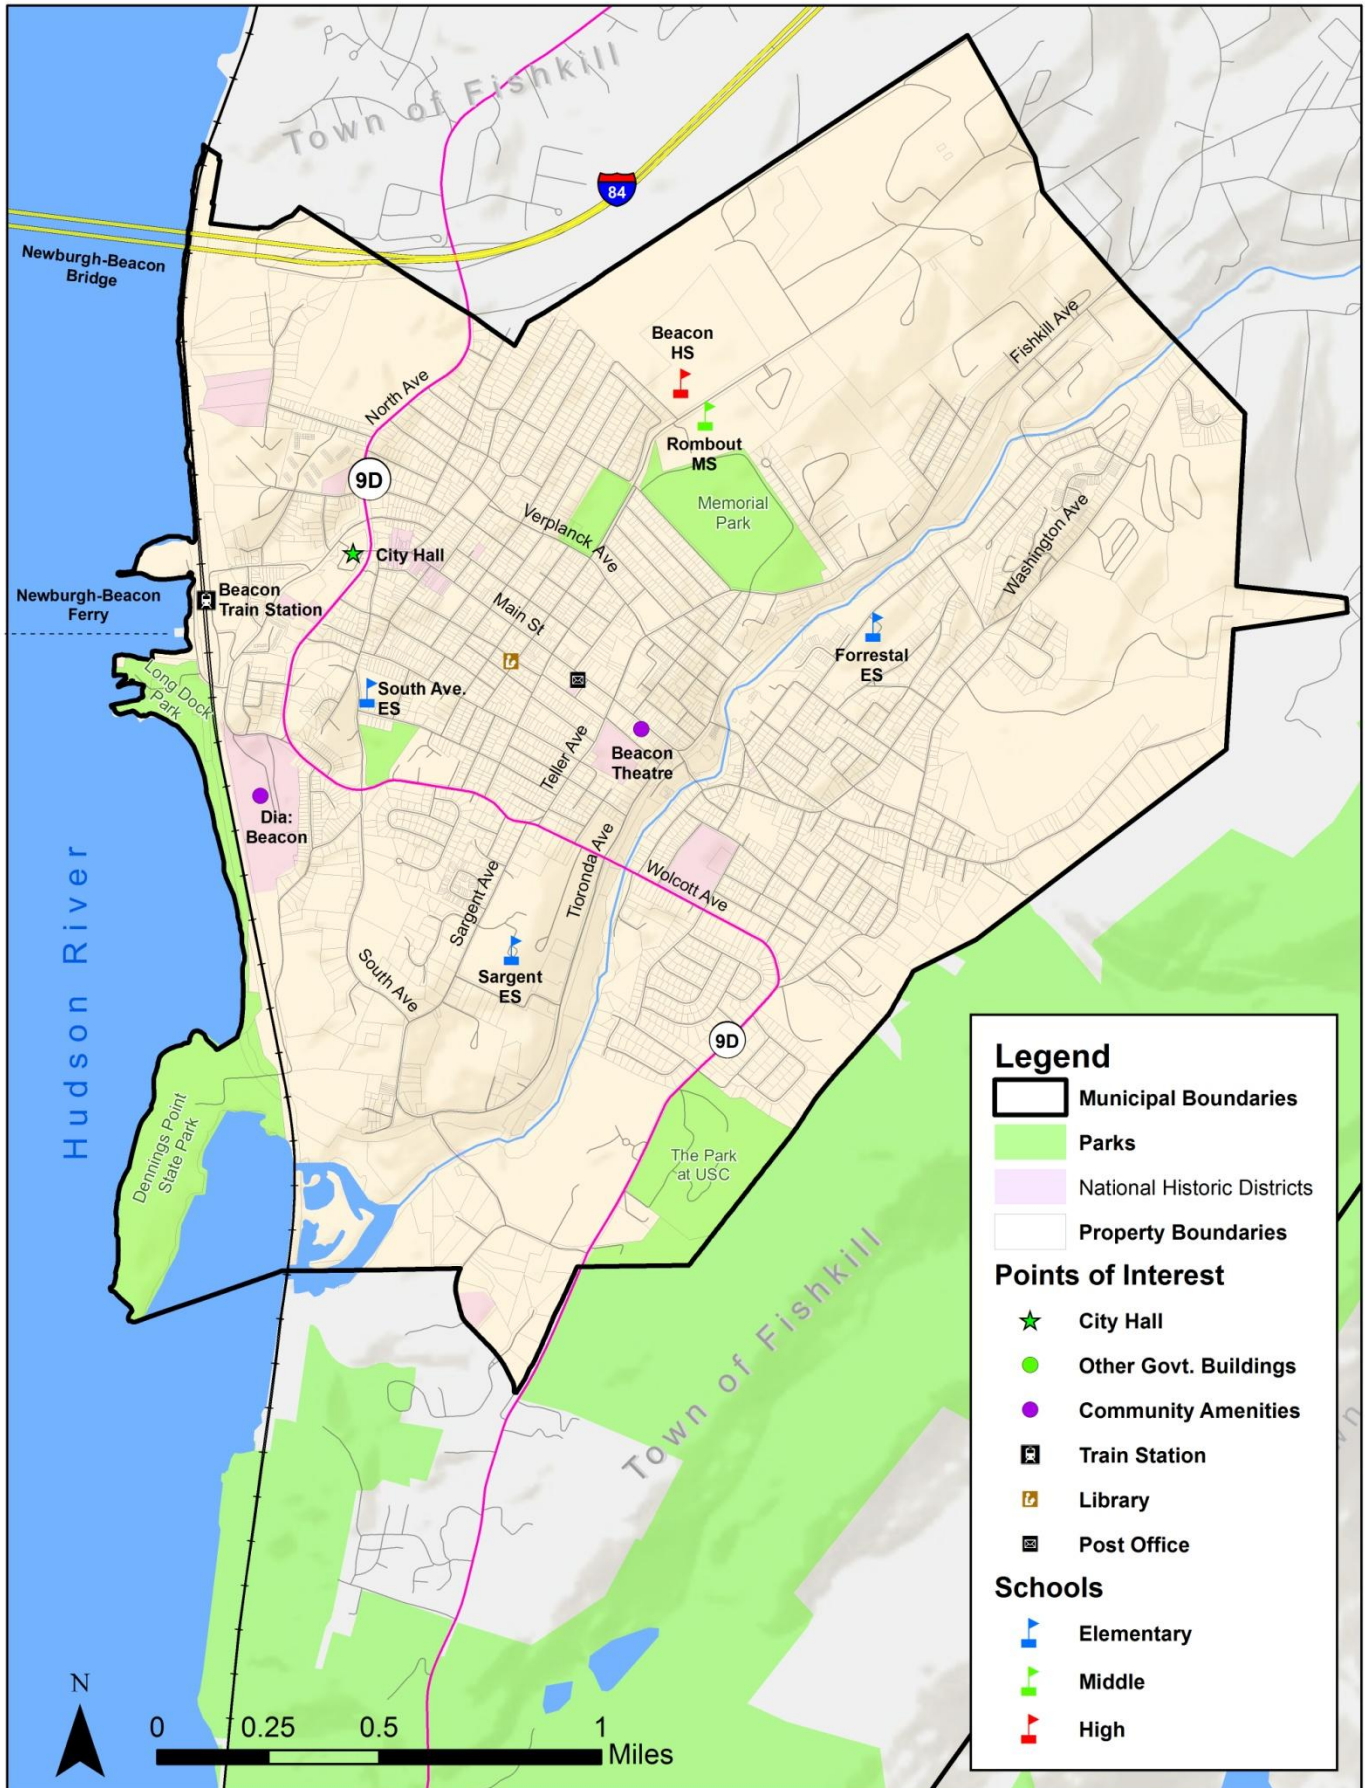 Town of Fishkill
84
Newburgh-Beacon
Bridge
Beacon
HS
Fishkill Ave
North Ave
Rombout
MS
9D
Memorial
Park
Verplanck Ave
Washington Ave
City Hall
Newburgh-Beacon
Ferry
Beacon
Train Station
Main St
Forrestal
ES
Long Dock
Park
South Ave.
ES
Teller Ave
Beacon
Theatre
Dia:
Beacon
Tioronda Ave
Wolcott Ave
Sargent Ave
Hudson River
South Ave
Sargent
ES
9D
Dennings Point
State Park
The Park
at USC
Town of Fishkill
Legend
Municipal Boundaries
Parks
National Historic Districts
Property Boundaries
Points of Interest
City Hall
Other Govt. Buildings
Community Amenities
Train Station
Library
Post Office
Schools
Elementary
Middle
High
N
0 0.25 0.5 1
Miles